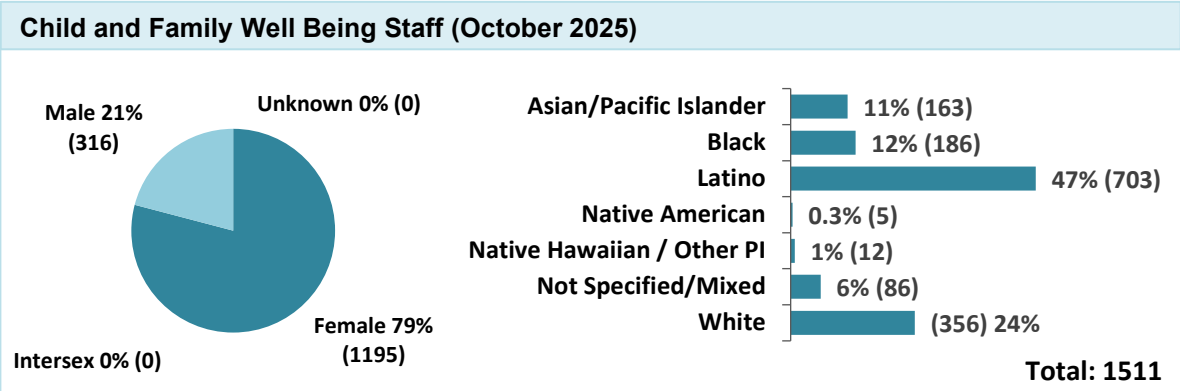 Child and Family Well Being Staff (October 2025)
Male 21%
(316)
Unknown 0% (0)
Female 79%
(1195)
Intersex 0% (0)
Asian/Pacific Islander 11% (163)
Black 12% (186)
Latino 47% (703)
Native American 0.3% (5)
Native Hawaiian / Other PI 1% (12)
Not Specified/Mixed 6% (86)
White (356) 24%
Total: 1511